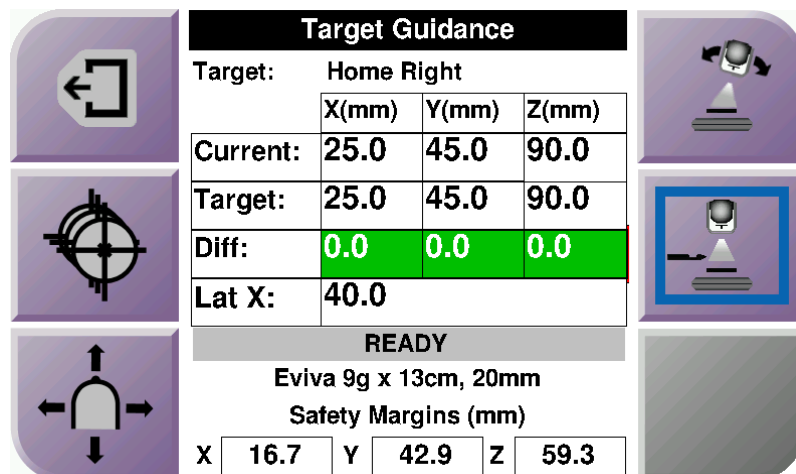 Target Guidance
Target: Home Right
X(mm) Y(mm) Z(mm)
Current: 25.0 45.0 90.0
Target: 25.0 45.0 90.0
Diff: 0.0 0.0 0.0
Lat X: 40.0
READY
Eviva 9g x 13cm, 20mm
Safety Margins (mm)
X 16.7 Y 42.9 Z 59.3